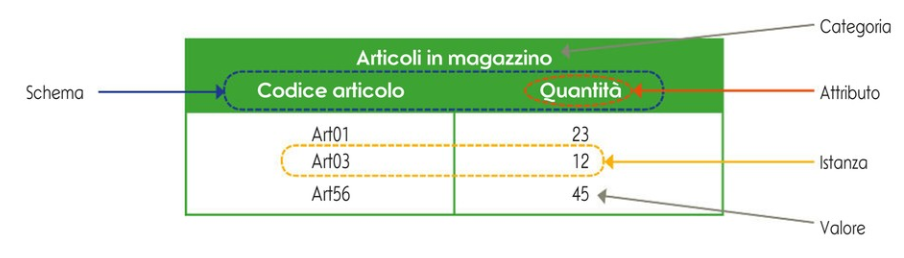 Categoria
Articoli in magazzino
Schema
Codice articolo Quantità
Attributo
Art01 23
Art03 12
Istanza
Art56 45
Valore